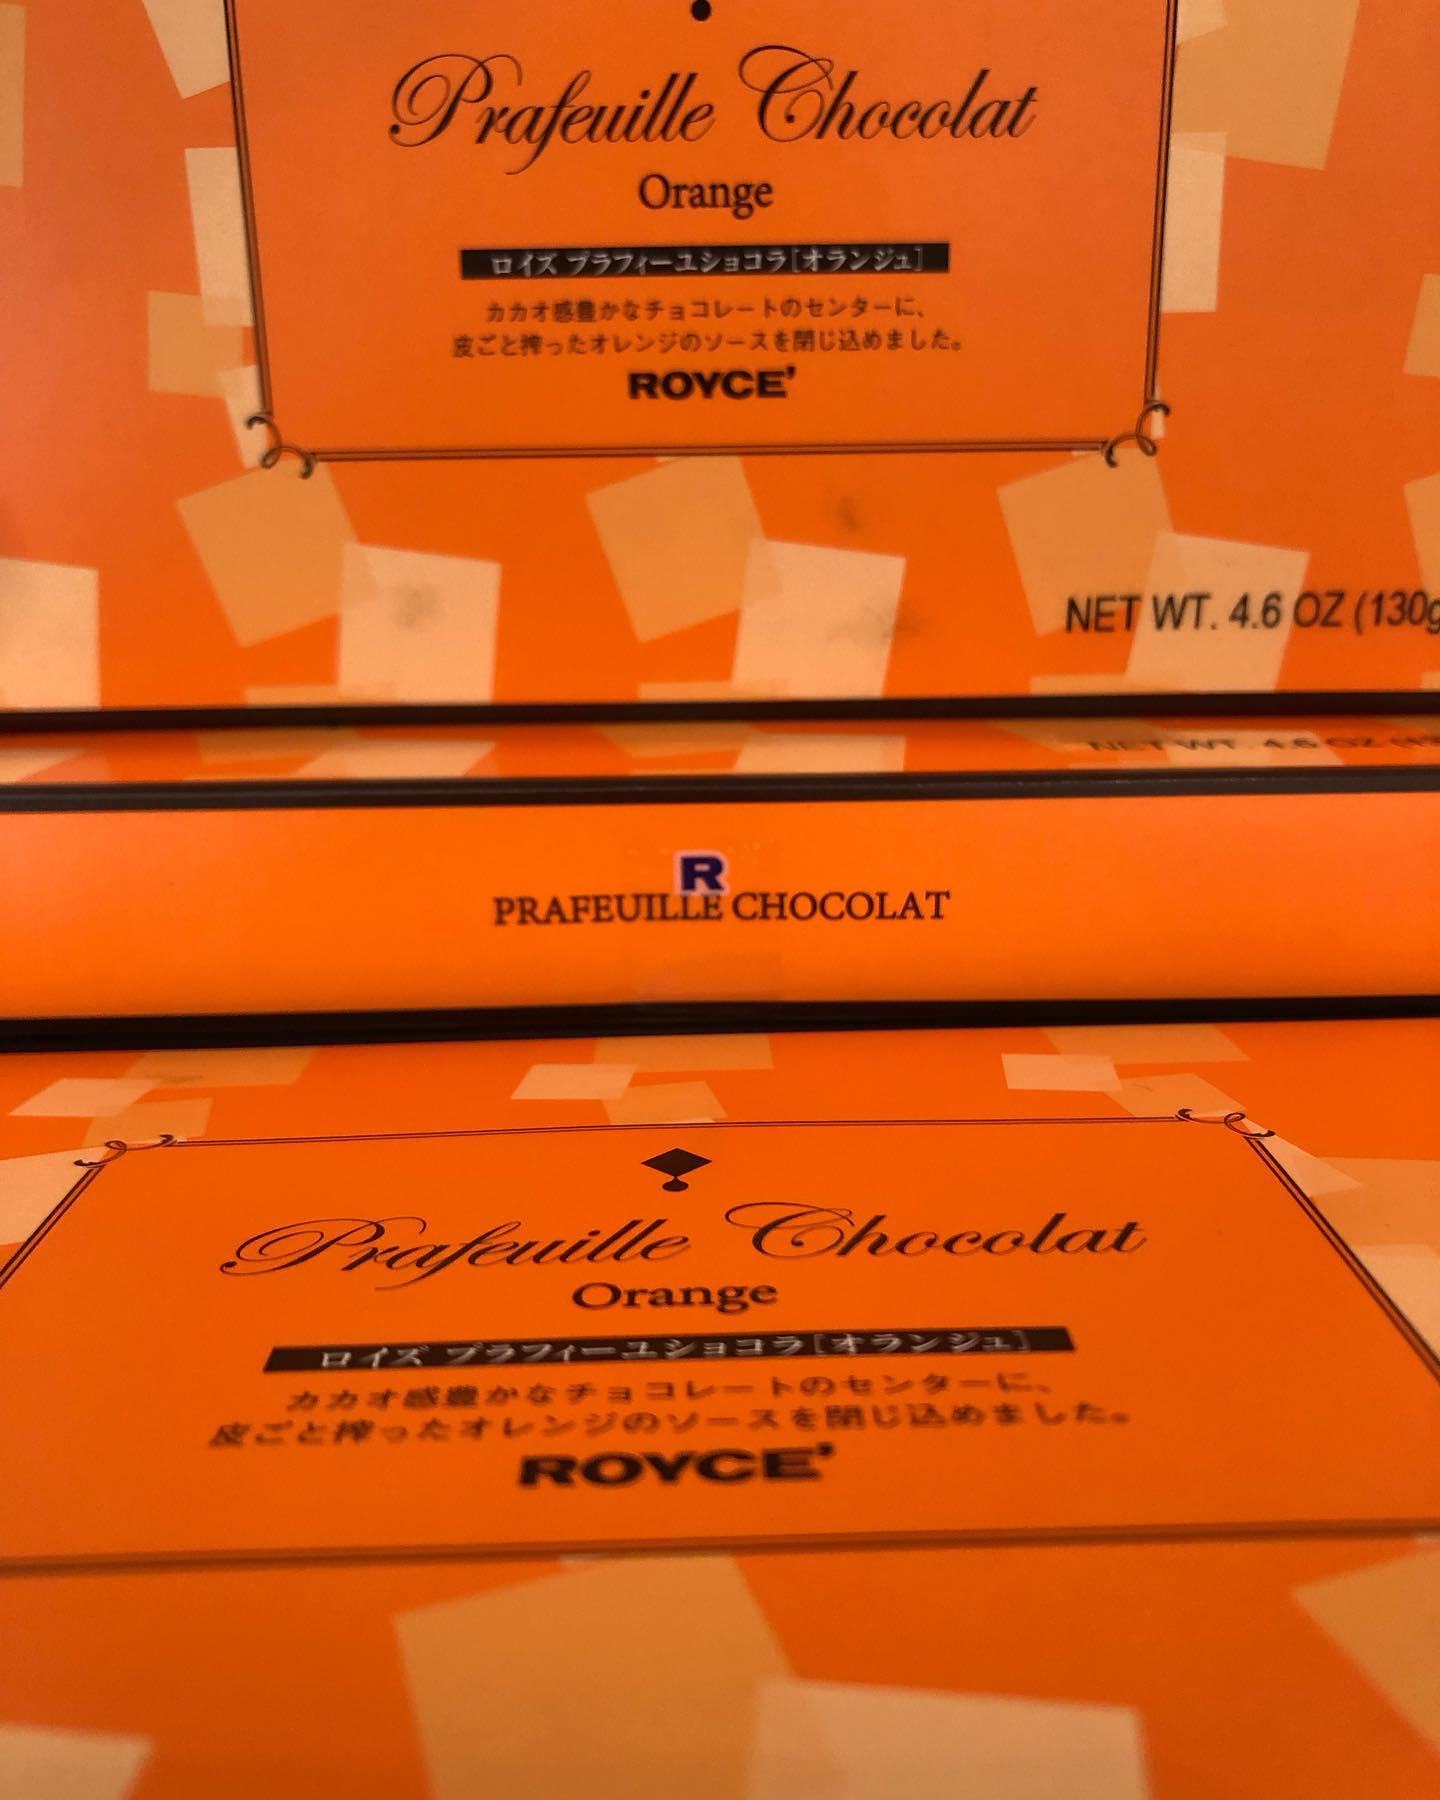 Prafeuille Chocolat
Orange
ロイズ プラフィーユショコラ[オランジュ]
カカオ感豊かなチョコレートのセンターに、
皮ごと搾ったオレンジのソースを閉じ込めました。
ROYCE'
NET WT. 4.6 OZ (130g
NET WT. 4.6 OZ (13
R
PRAFEUILLE CHOCOLAT
Prafeuille Chocolat
Orange
ロイズ プラフィーユショコラ[オランジュ]
カカオ感豊かなチョコレートのセンターに、
皮ごと搾ったオレンジのソースを閉じ込めました。
ROYCE'